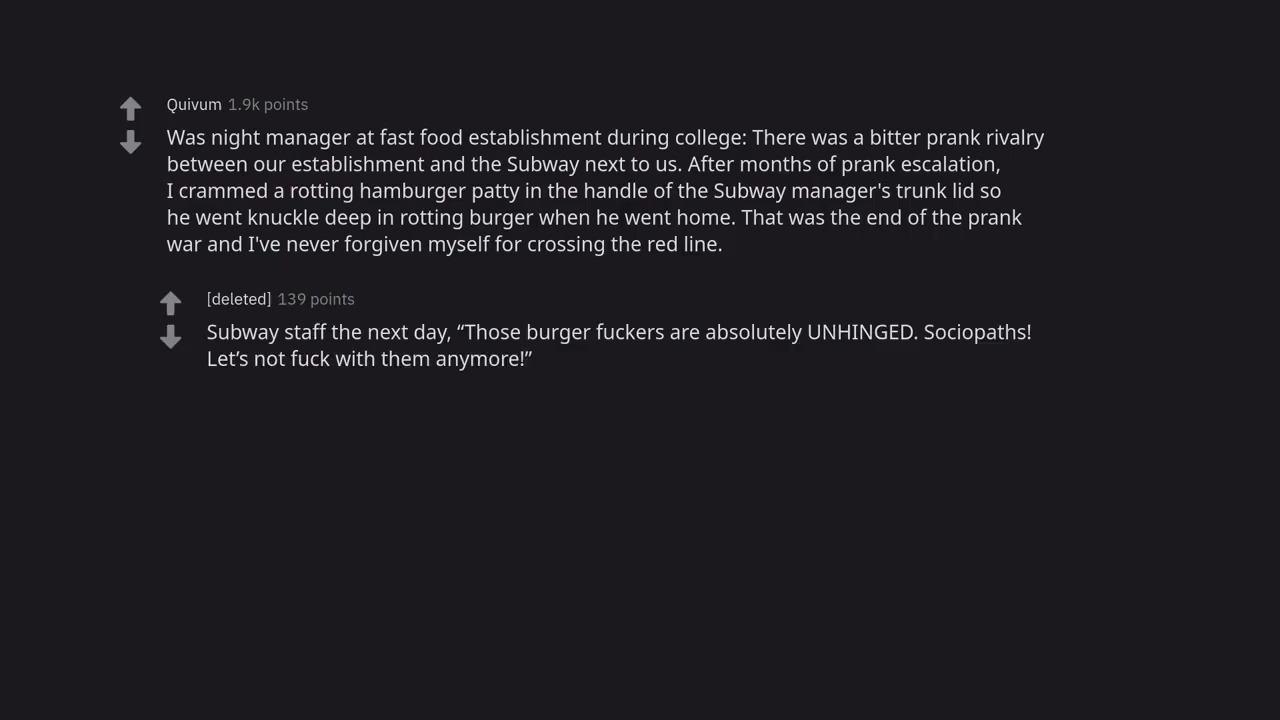 Quivum 1.9k points
Was night manager at fast food establishment during college: There was a bitter prank rivalry
between our establishment and the Subway next to us. After months of prank escalation,
I crammed a rotting hamburger patty in the handle of the Subway manager's trunk lid so
he went knuckle deep in rotting burger when he went home. That was the end of the prank
war and I've never forgiven myself for crossing the red line.
[deleted] 139 points
Subway staff the next day, “Those burger fuckers are absolutely UNHINGED. Sociopaths!
Let’s not fuck with them anymore!”